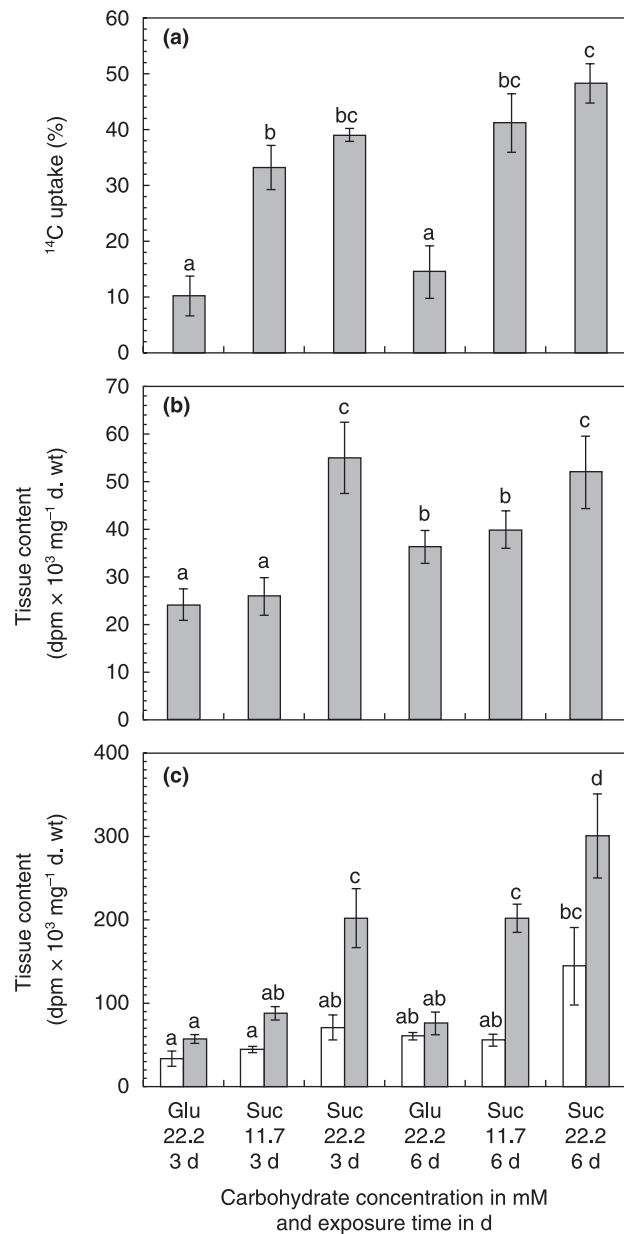 (a)
60
50
40
30
20
10
0
¹⁴C uptake (%)
a
b
bc
a
bc
c
(b)
70
60
50
40
30
20
10
0
Tissue content
(dpm × 10³ mg⁻¹ d. wt)
a
a
c
b
b
c
(c)
400
300
200
100
0
Tissue content
(dpm × 10³ mg⁻¹ d. wt)
a a
a ab
ab c
ab ab
ab c
bc d
Glu Suc Suc Glu Suc Suc
22.2 11.7 22.2 22.2 11.7 22.2
3 d 3 d 3 d 6 d 6 d 6 d
Carbohydrate concentration in mM
and exposure time in d